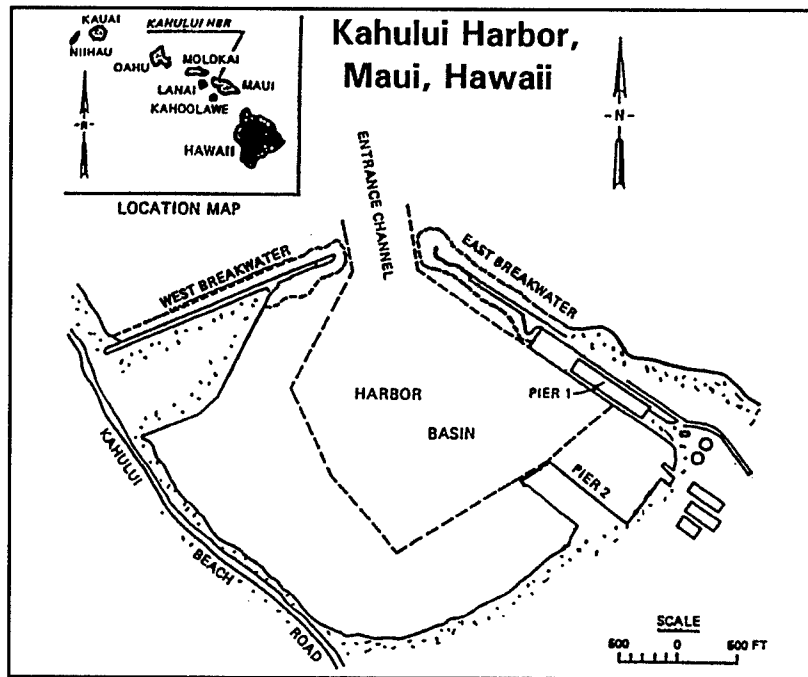 KAUAI
NIIHAU
KAHULUI HBR
OAHU
MOLOKAI
LANAI
MAUI
KAHOOLAWE
HAWAII
LOCATION MAP
Kahului Harbor,
Maui, Hawaii
-N-
ENTRANCE CHANNEL
WEST BREAKWATER
EAST BREAKWATER
HARBOR
BASIN
PIER 1
PIER 2
KAHULUI
BEACH
ROAD
SCALE
500 0 500 FT